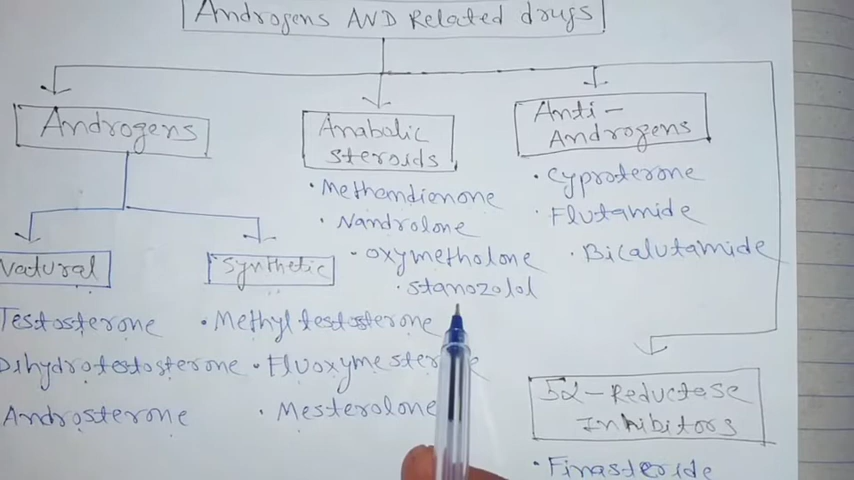 Androgens AND Related drugs
Androgens
Natural
Testosterone
Dihydrotestosterone
Androsterone
Synthetic
• Methyltestosterone
• Fluoxymesterone
• Mesterolone
Anabolic
steroids
• Methandienone
• Nandrolone
• Oxymetholone
• Stanozolol
Anti-
Androgens
• Cyproterone
• Flutamide
• Bicalutamide
5α-Reductase
Inhibitors
• Finasteride